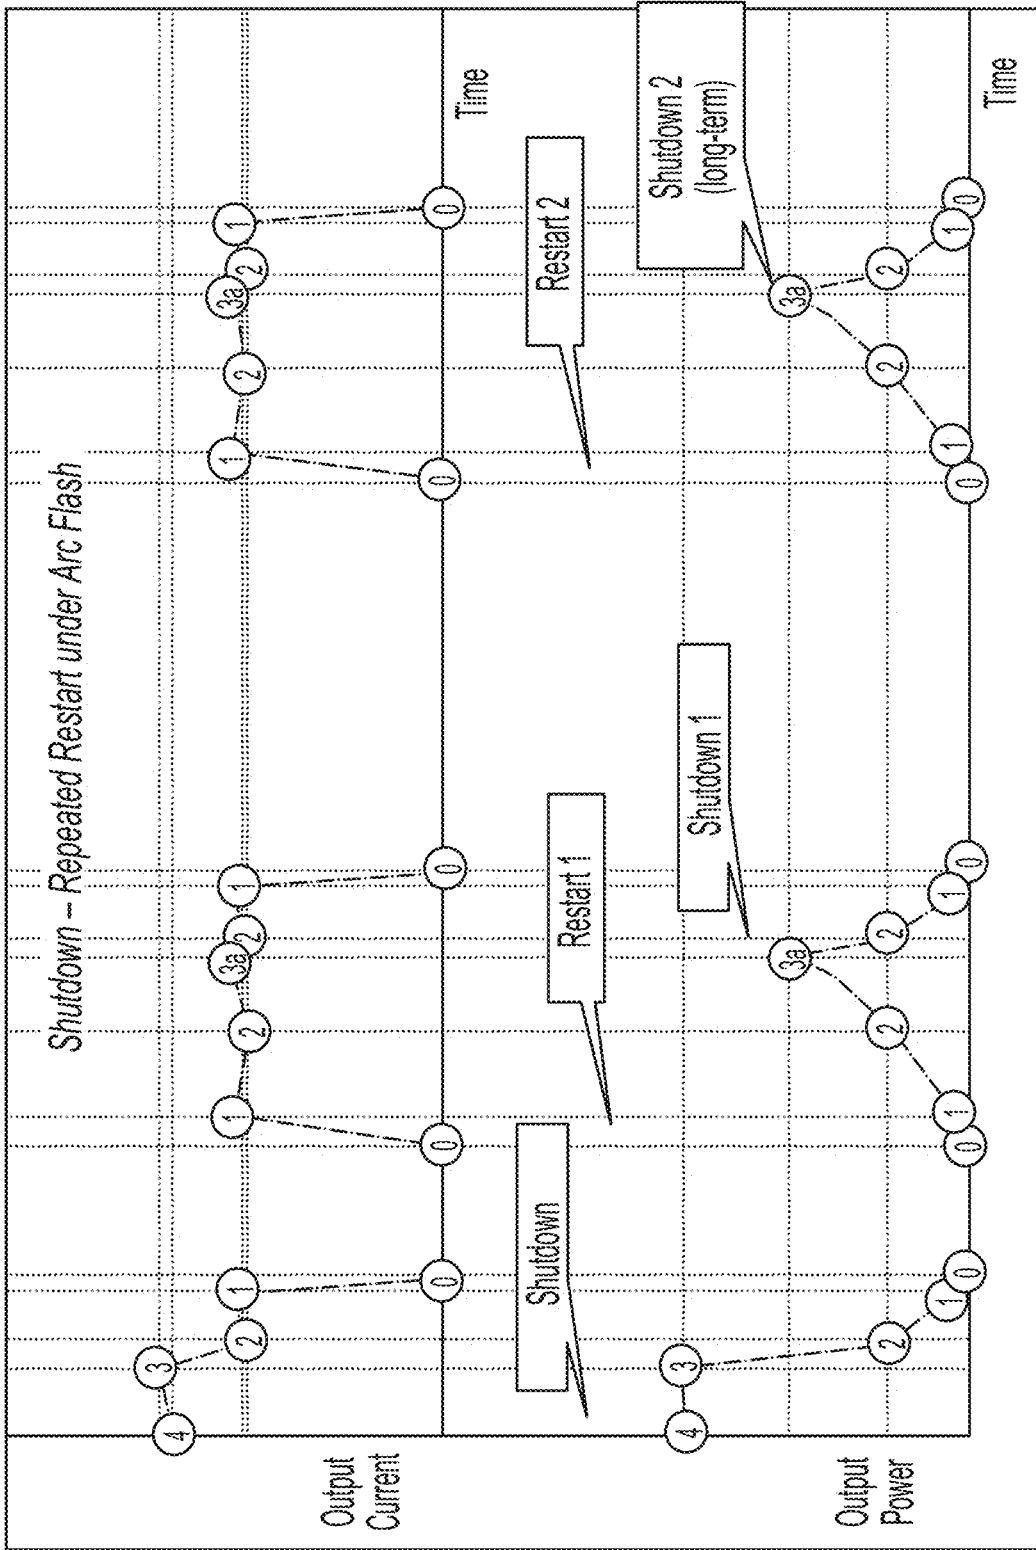 Shutdown – Repeated Restart under Arc Flash
Output
Current
4
3
2
1
0
0
1
2
3a
2
1
0
0
1
2
3a
2
1
0
Time
Shutdown
Restart 1
Restart 2
Shutdown 1
Shutdown 2
(long-term)
Output
Power
4
3
2
1
0
0
1
2
3a
2
1
0
0
1
2
3a
2
1
0
Time